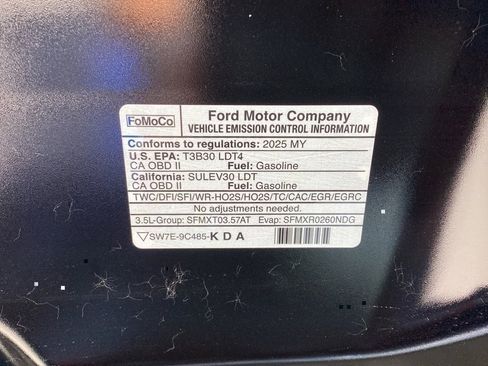 FoMoCo
Ford Motor Company
VEHICLE EMISSION CONTROL INFORMATION
Conforms to regulations: 2025 MY
U.S. EPA: T3B30 LDT4
CA OBD II Fuel: Gasoline
California: SULEV30 LDT
CA OBD II Fuel: Gasoline
TWC/DFI/SFI/WR-HO2S/HO2S/TC/CAC/EGR/EGRC
No adjustments needed.
3.5L-Group: SFMXT03.57AT Evap: SFMXR0260NDG
SW7E-9C485-K D A